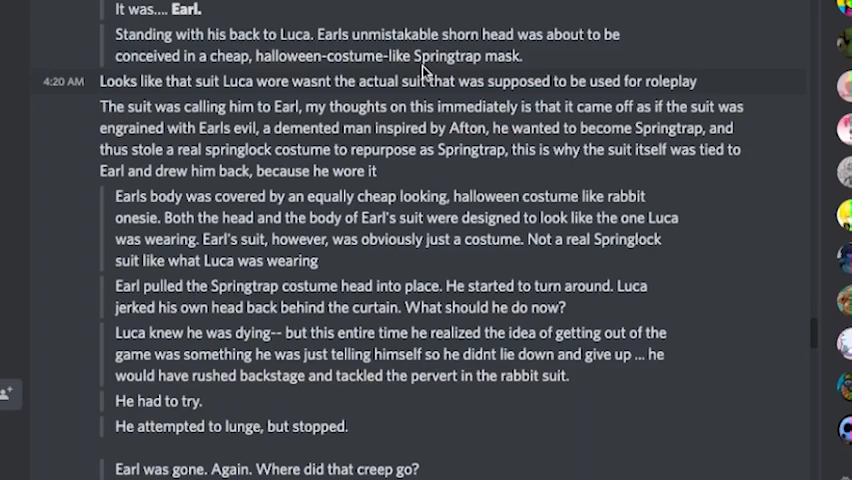 It was.... Earl.
Standing with his back to Luca. Earls unmistakable shorn head was about to be
conceived in a cheap, halloween-costume-like Springtrap mask.
4:20 AM Looks like that suit Luca wore wasnt the actual suit that was supposed to be used for roleplay
The suit was calling him to Earl, my thoughts on this immediately is that it came off as if the suit was
engrained with Earls evil, a demented man inspired by Afton, he wanted to become Springtrap, and
thus stole a real springlock costume to repurpose as Springtrap, this is why the suit itself was tied to
Earl and drew him back, because he wore it
Earls body was covered by an equally cheap looking, halloween costume like rabbit
onesie. Both the head and the body of Earl's suit were designed to look like the one Luca
was wearing. Earl's suit, however, was obviously just a costume. Not a real Springlock
suit like what Luca was wearing
Earl pulled the Springtrap costume head into place. He started to turn around. Luca
jerked his own head back behind the curtain. What should he do now?
Luca knew he was dying-- but this entire time he realized the idea of getting out of the
game was something he was just telling himself so he didnt lie down and give up ... he
would have rushed backstage and tackled the pervert in the rabbit suit.
He had to try.
He attempted to lunge, but stopped.
Earl was gone. Again. Where did that creep go?